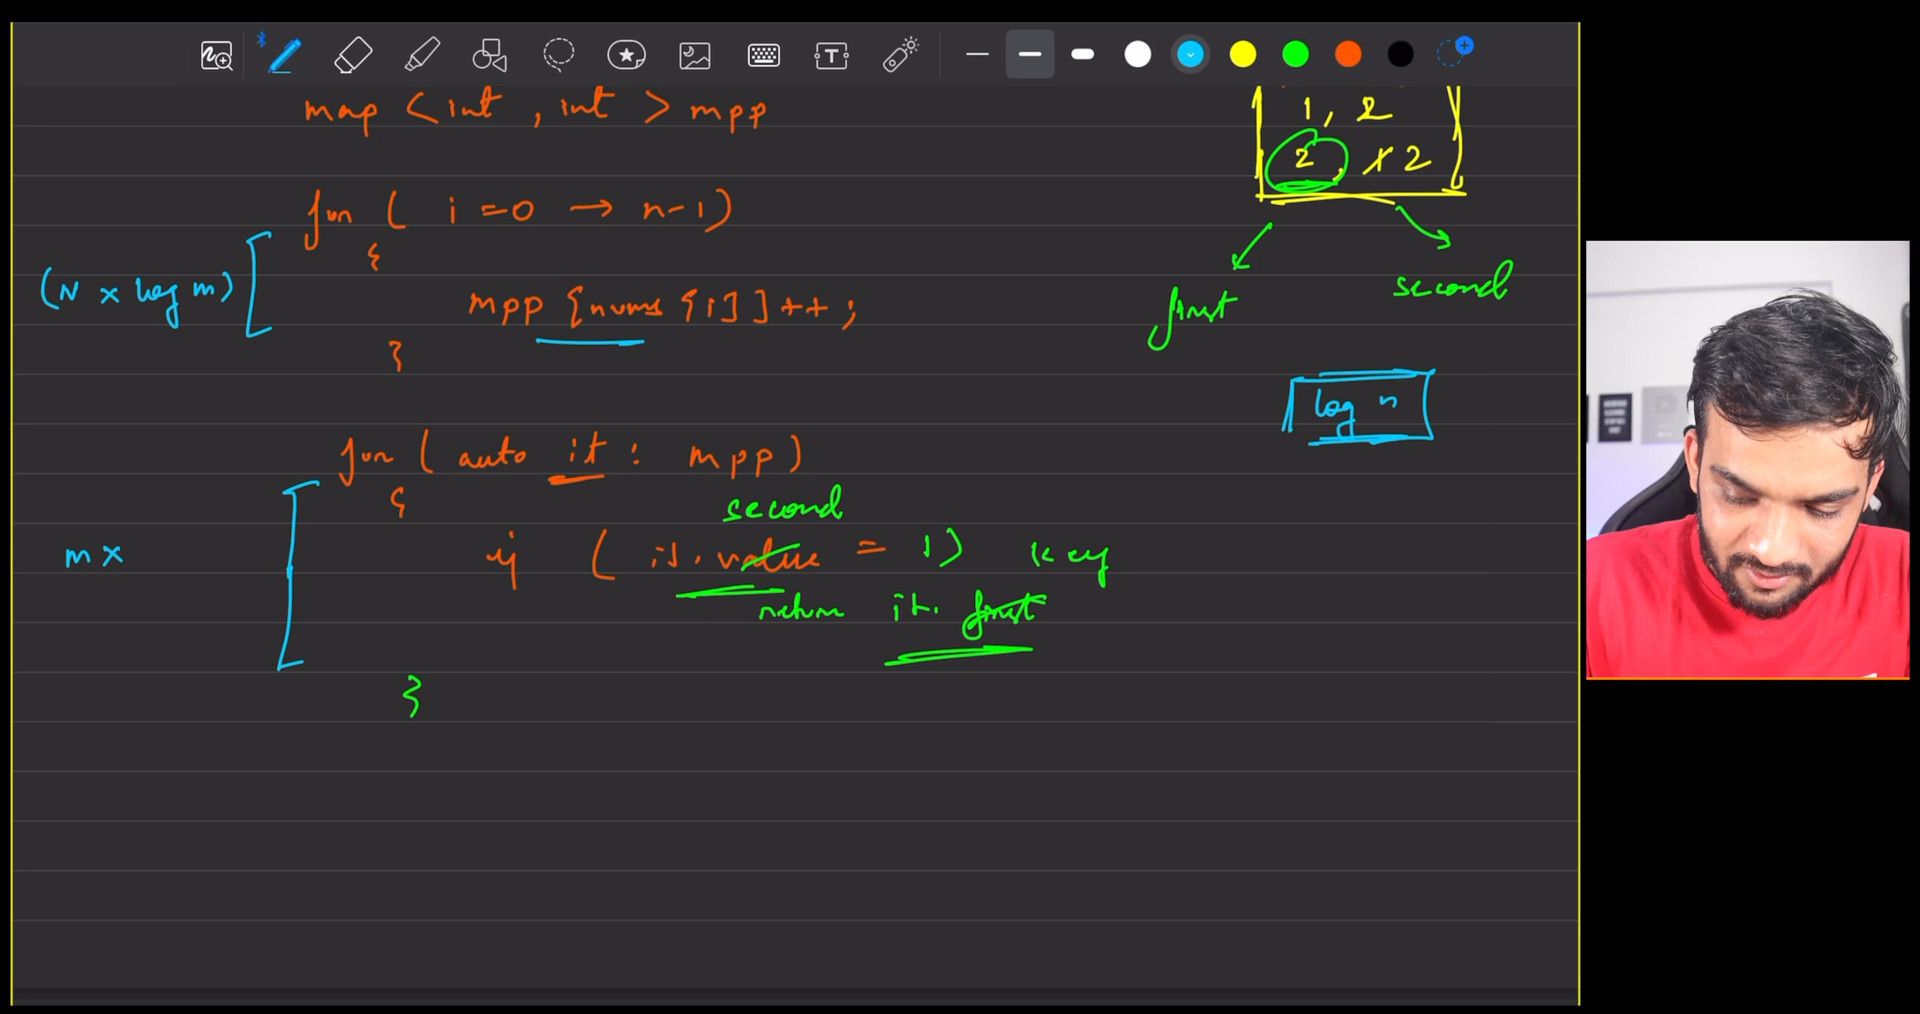 map <int , int > mpp
for ( i = 0 → n-1)
{
(N x log m)
mpp [nums [i]]++;
}
for ( auto it : mpp)
{
second
m x
if ( it. value = 1) key
return it. first
}
1, 2
2, 1 2
first
second
log n